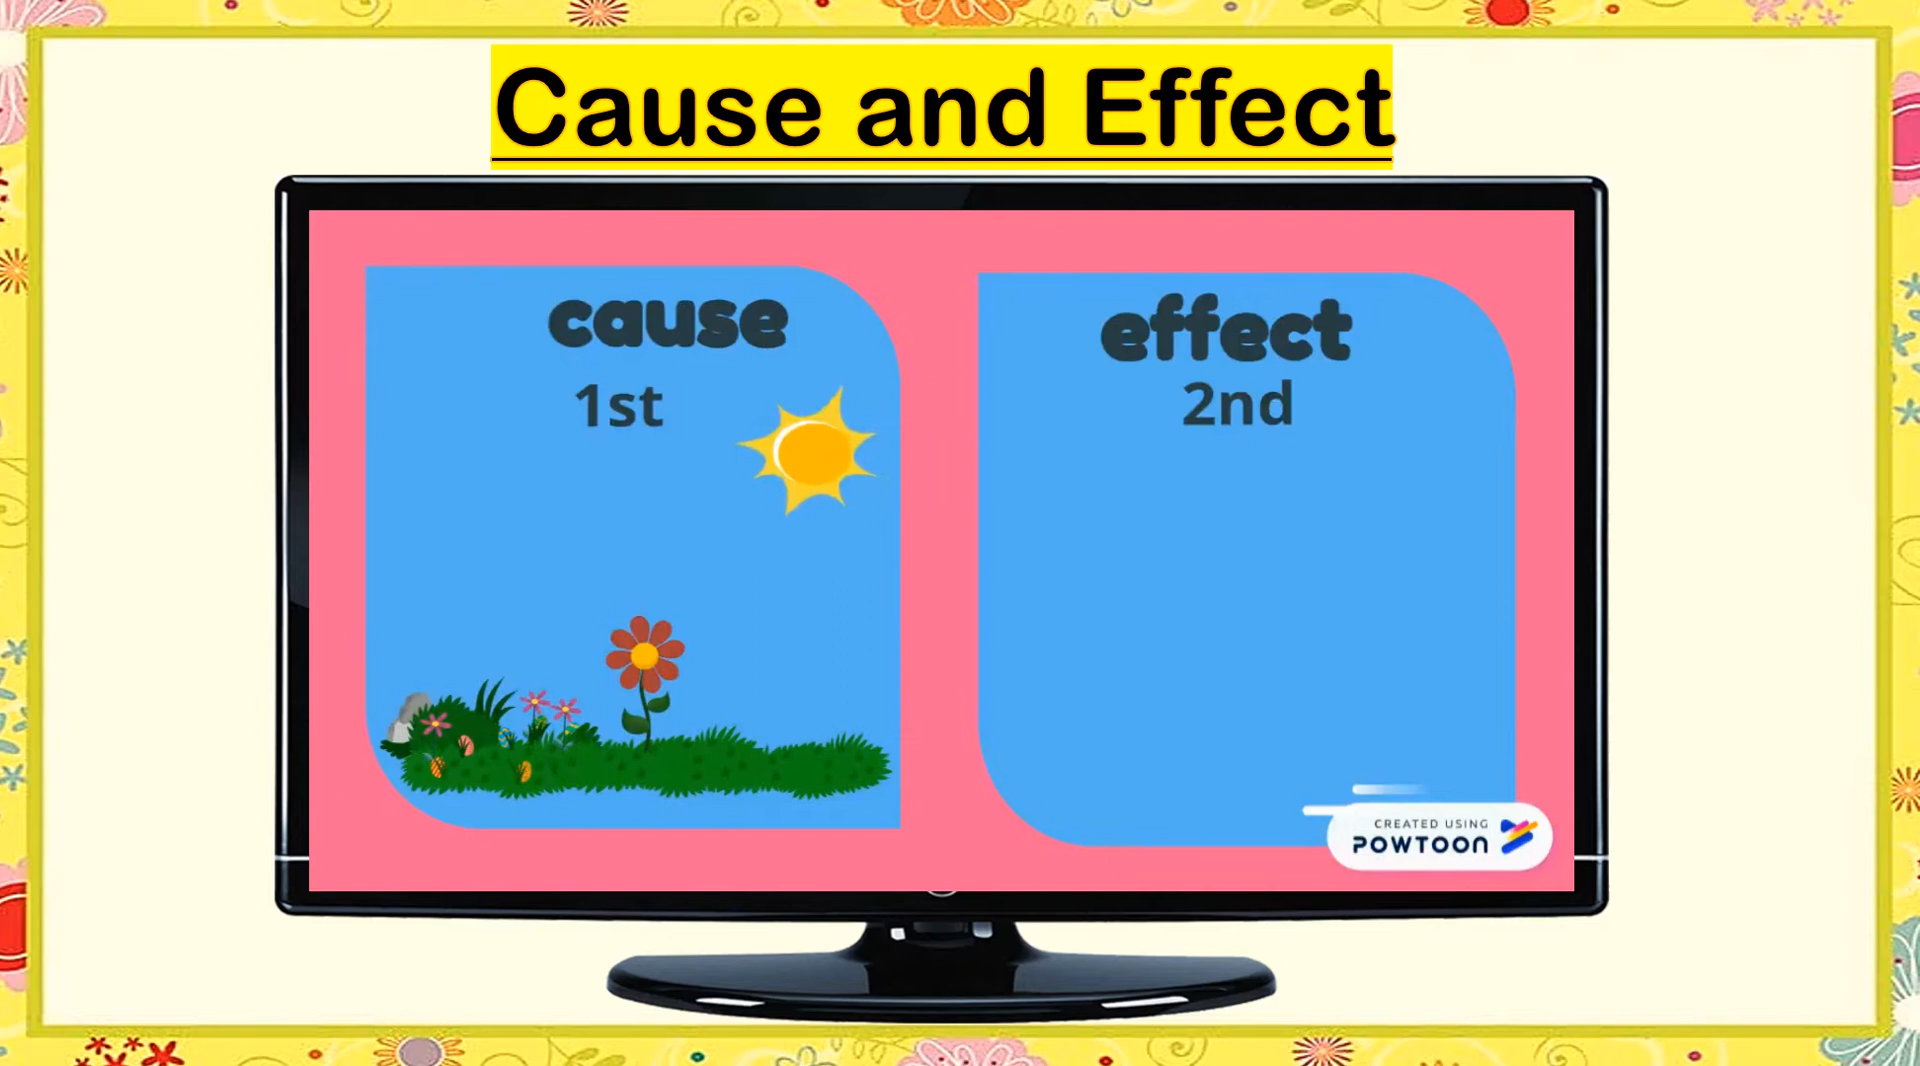 Cause and Effect
cause
1st
effect
2nd
CREATED USING
POWTOON